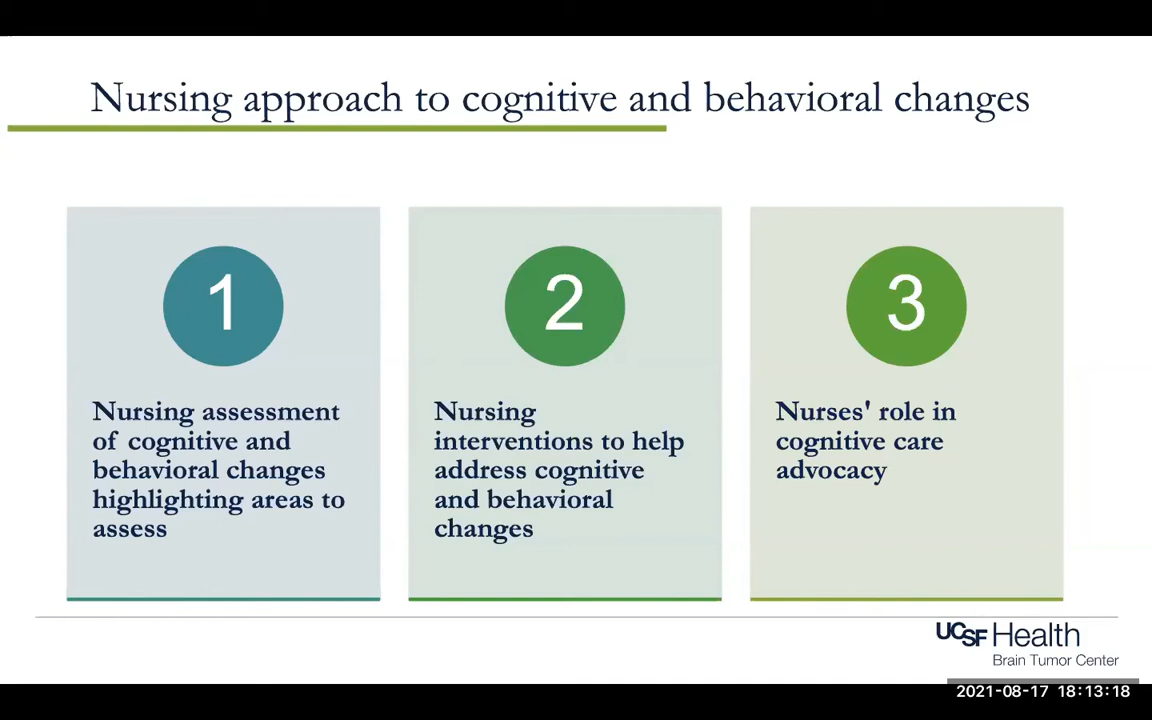 Nursing approach to cognitive and behavioral changes
1
Nursing assessment
of cognitive and
behavioral changes
highlighting areas to
assess
2
Nursing
interventions to help
address cognitive
and behavioral
changes
3
Nurses' role in
cognitive care
advocacy
UCSF Health
Brain Tumor Center
2021-08-17 18:13:18